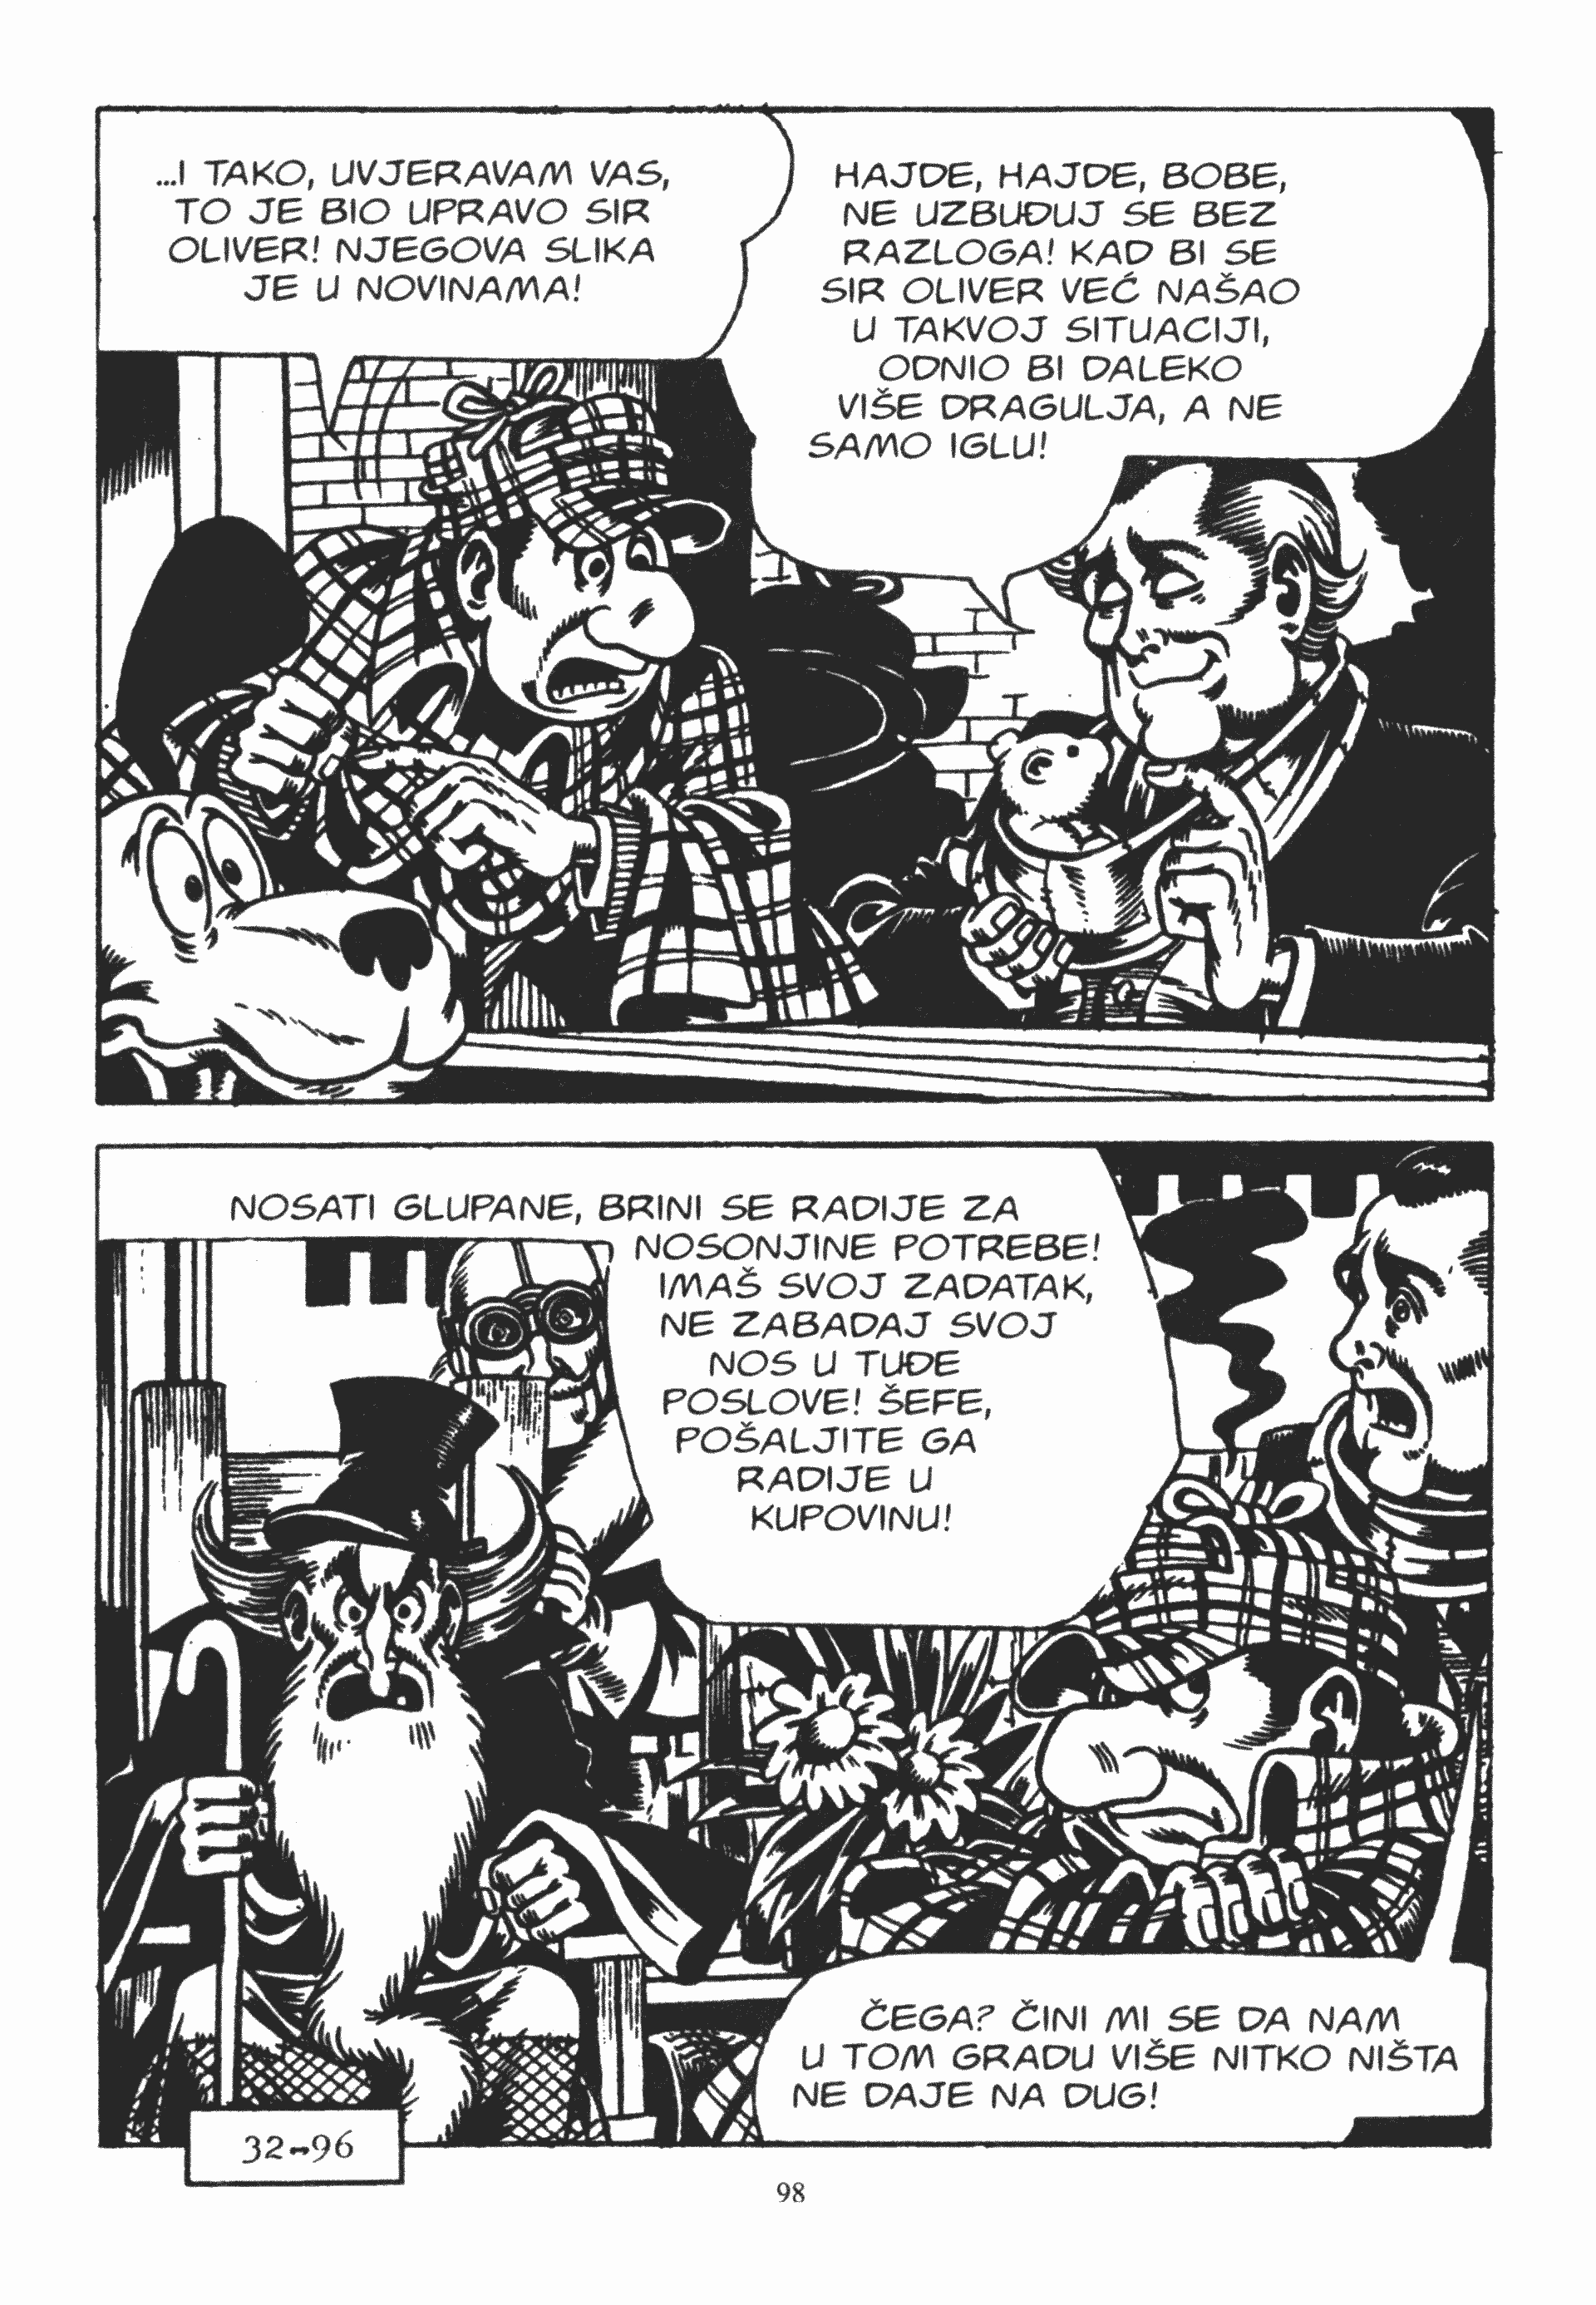 ...I TAKO, UVJERAVAM VAS,
TO JE BIO UPRAVO SIR
OLIVER! NJEGOVA SLIKA
JE U NOVINAMA!
HAJDE, HAJDE, BOBE,
NE UZBUĐUJ SE BEZ
RAZLOGA! KAD BI SE
SIR OLIVER VEĆ NAŠAO
U TAKVOJ SITUACIJI,
ODNIO BI DALEKO
VIŠE DRAGULJA, A NE
SAMO IGLU!
NOSATI GLUPANE, BRINI SE RADIJE ZA
NOSONJINE POTREBE!
IMAŠ SVOJ ZADATAK,
NE ZABADAJ SVOJ
NOS U TUĐE
POSLOVE! ŠEFE,
POŠALJITE GA
RADIJE U
KUPOVINU!
ČEGA? ČINI MI SE DA NAM
U TOM GRADU VIŠE NITKO NIŠTA
NE DAJE NA DUG!
32-96
98